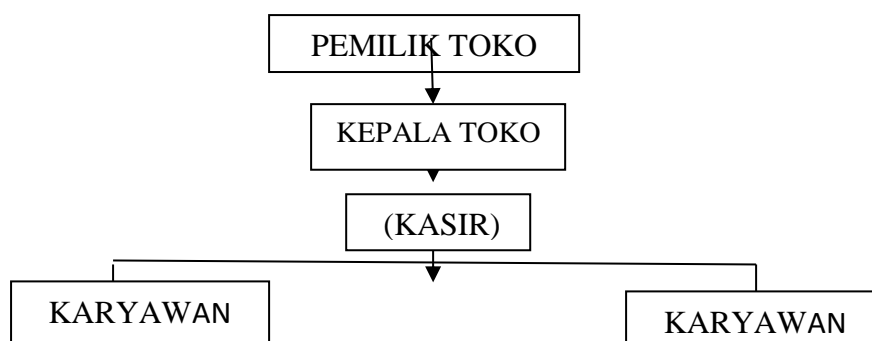 PEMILIK TOKO
KEPALA TOKO
(KASIR)
KARYAWAN
KARYAWAN